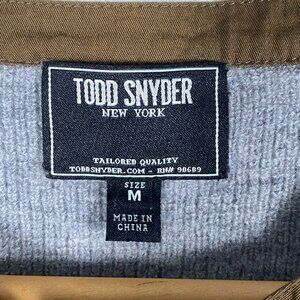 TODD SNYDER
NEW YORK
TAILORED QUALITY
TODDSNYDER.COM - RN# 98689
SIZE
M
MADE IN
CHINA